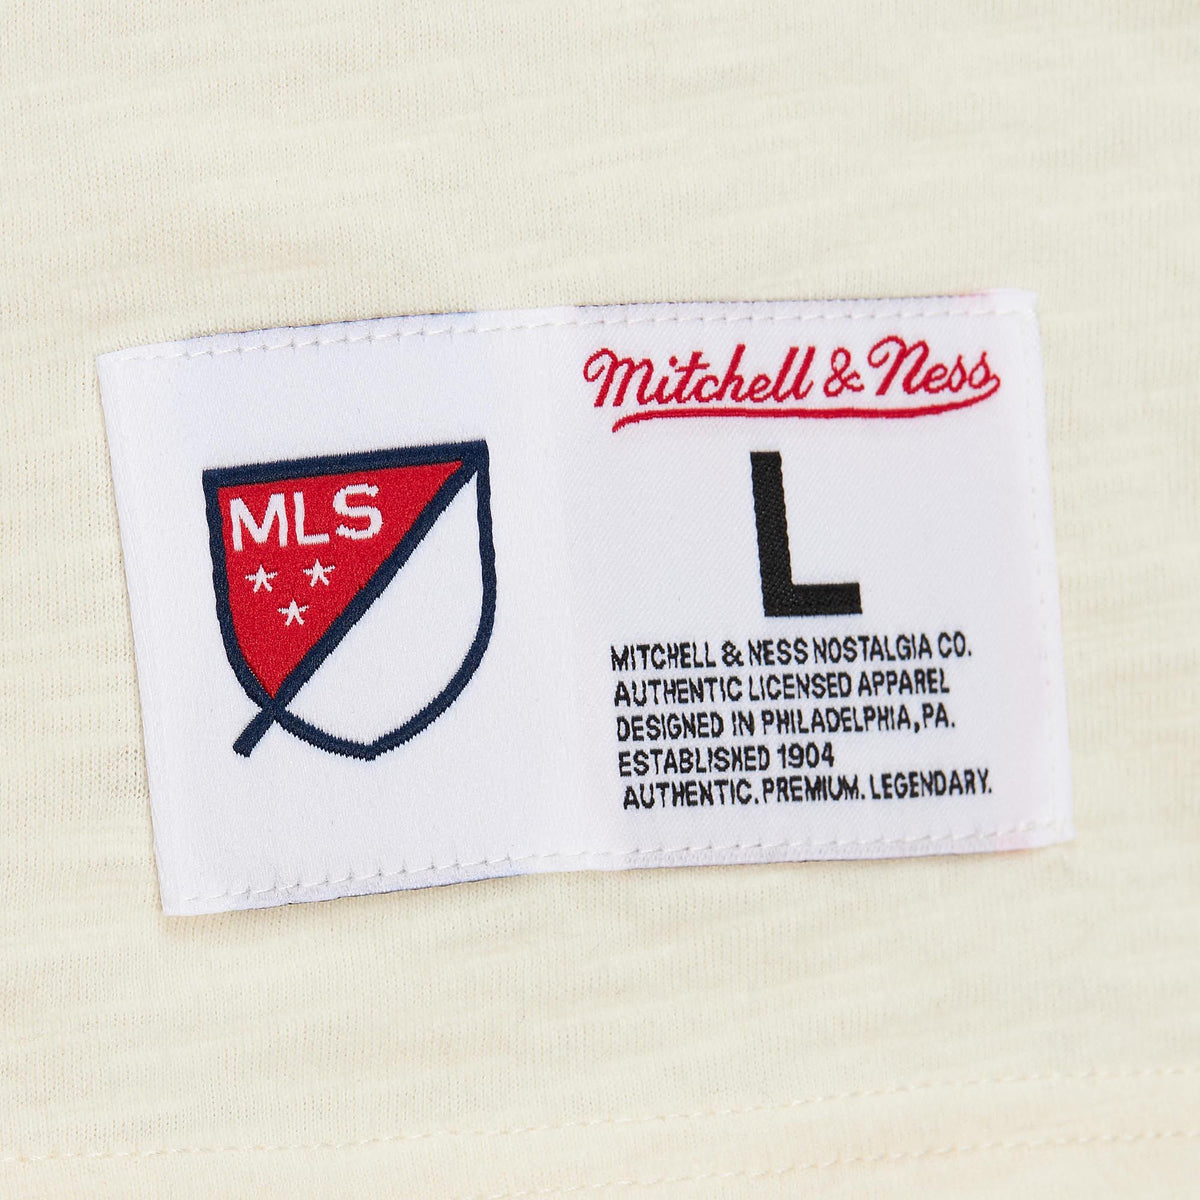 MLS
Mitchell & Ness
L
MITCHELL & NESS NOSTALGIA CO.
AUTHENTIC LICENSED APPAREL
DESIGNED IN PHILADELPHIA, PA.
ESTABLISHED 1904
AUTHENTIC. PREMIUM. LEGENDARY.